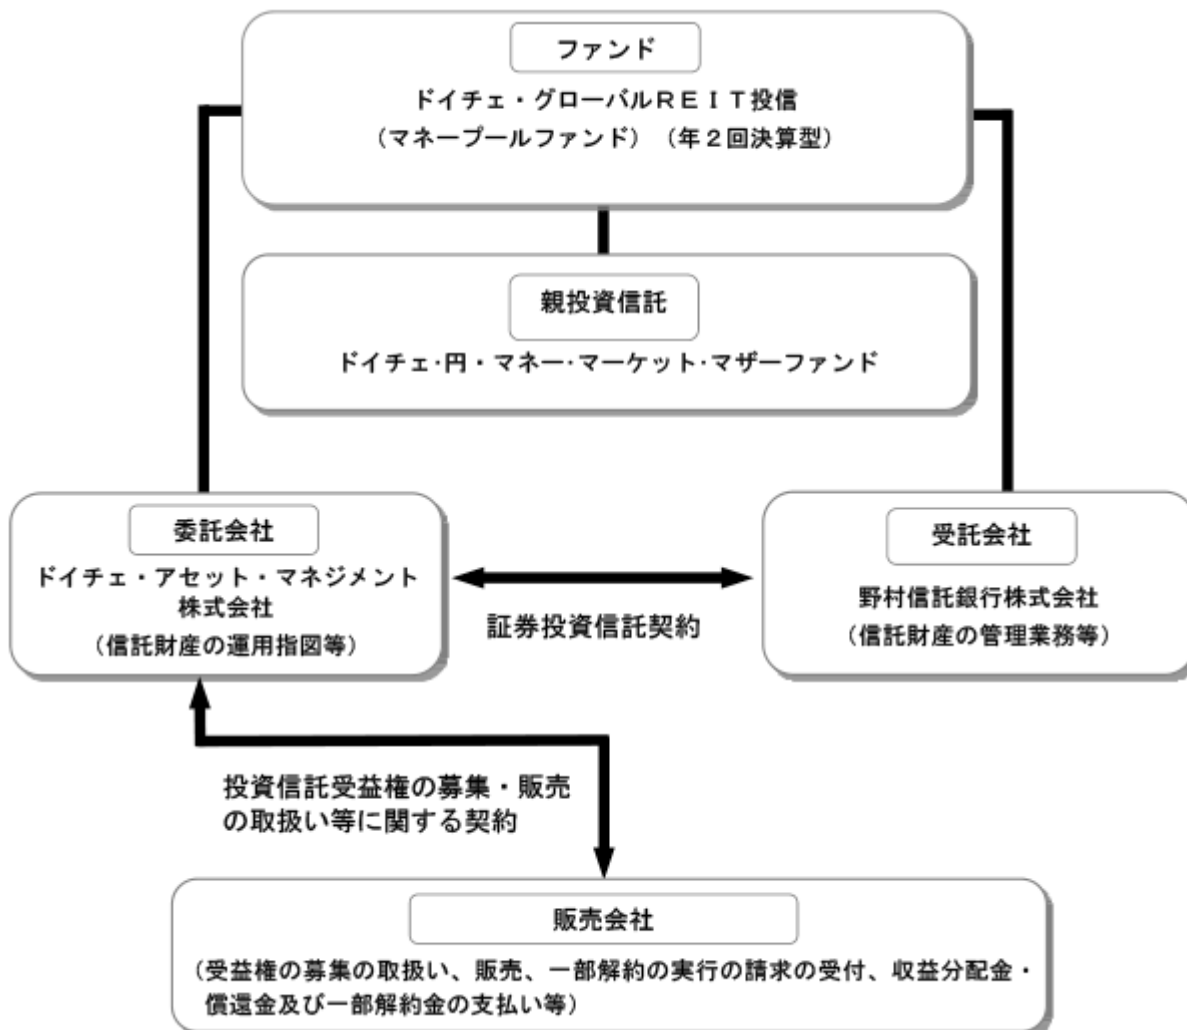 ファンド
ドイチェ・グローバルＲＥＩＴ投信
（マネープールファンド）（年２回決算型）
親投資信託
ドイチェ・円・マネー・マーケット・マザーファンド
委託会社
ドイチェ・アセット・マネジメント
株式会社
（信託財産の運用指図等）
証券投資信託契約
受託会社
野村信託銀行株式会社
（信託財産の管理業務等）
投資信託受益権の募集・販売
の取扱い等に関する契約
販売会社
（受益権の募集の取扱い、販売、一部解約の実行の請求の受付、収益分配金・
償還金及び一部解約金の支払い等）